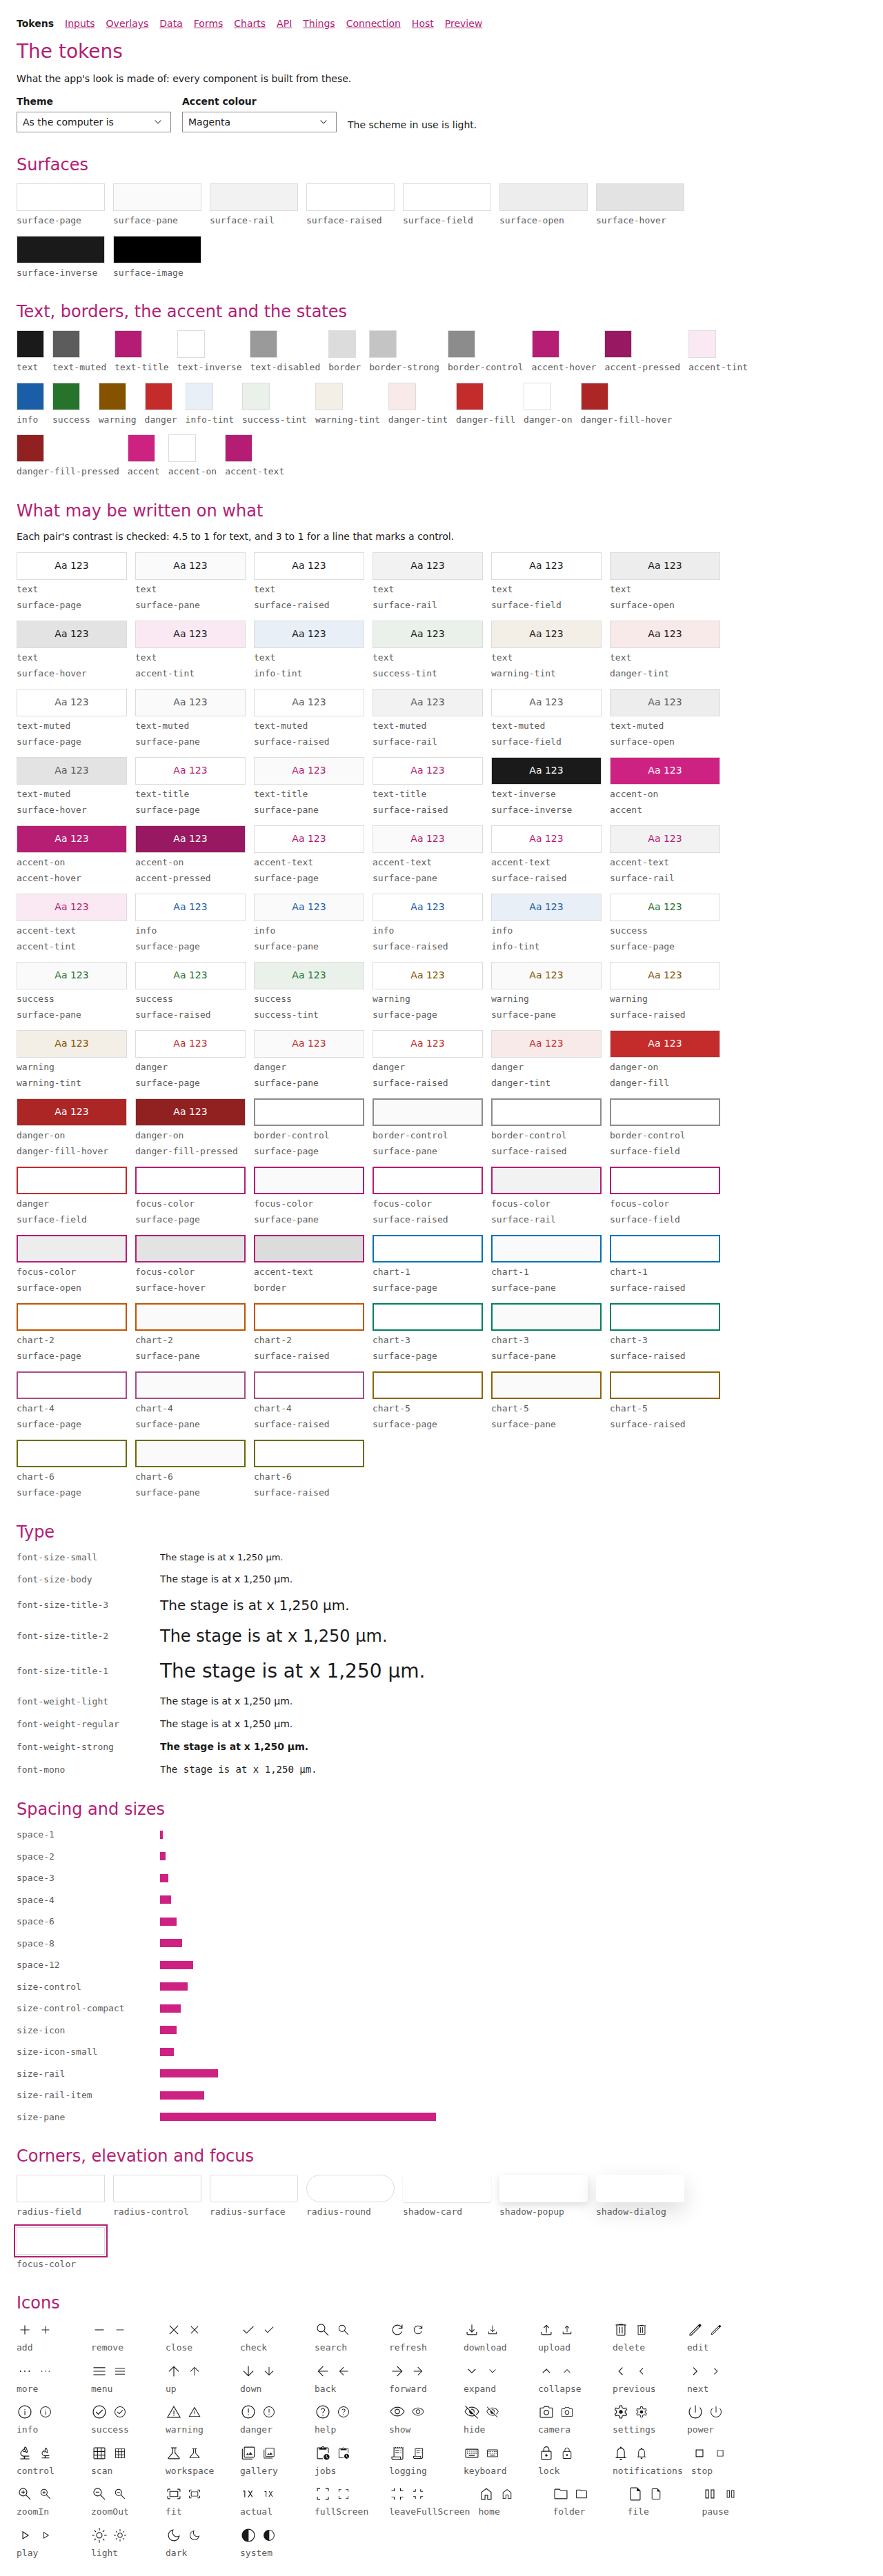 Tokens Inputs Overlays Data Forms Charts API Things Connection Host Preview
The tokens
What the app's look is made of: every component is built from these.
Theme Accent colour
As the computer is Magenta The scheme in use is light.
Surfaces
surface-page surface-pane surface-rail surface-raised surface-field surface-open surface-hover
surface-inverse surface-image
Text, borders, the accent and the states
text text-muted text-title text-inverse text-disabled border border-strong border-control accent-hover accent-pressed accent-tint
info success warning danger info-tint success-tint warning-tint danger-tint danger-fill danger-on danger-fill-hover
danger-fill-pressed accent accent-on accent-text
What may be written on what
Each pair's contrast is checked: 4.5 to 1 for text, and 3 to 1 for a line that marks a control.
Aa 123 Aa 123 Aa 123 Aa 123 Aa 123 Aa 123
text text text text text text
surface-page surface-pane surface-raised surface-rail surface-field surface-open
Aa 123 Aa 123 Aa 123 Aa 123 Aa 123 Aa 123
text text text text text text
surface-hover accent-tint info-tint success-tint warning-tint danger-tint
Aa 123 Aa 123 Aa 123 Aa 123 Aa 123 Aa 123
text-muted text-muted text-muted text-muted text-muted text-muted
surface-page surface-pane surface-raised surface-rail surface-field surface-open
Aa 123 Aa 123 Aa 123 Aa 123 Aa 123 Aa 123
text-muted text-title text-title text-title text-inverse accent-on
surface-hover surface-page surface-pane surface-raised surface-inverse accent
Aa 123 Aa 123 Aa 123 Aa 123 Aa 123 Aa 123
accent-on accent-on accent-text accent-text accent-text accent-text
accent-hover accent-pressed surface-page surface-pane surface-raised surface-rail
Aa 123 Aa 123 Aa 123 Aa 123 Aa 123 Aa 123
accent-text info info info info success
accent-tint surface-page surface-pane surface-raised info-tint surface-page
Aa 123 Aa 123 Aa 123 Aa 123 Aa 123 Aa 123
success success success warning warning warning
surface-pane surface-raised success-tint surface-page surface-pane surface-raised
Aa 123 Aa 123 Aa 123 Aa 123 Aa 123 Aa 123
warning danger danger danger danger danger-on
warning-tint surface-page surface-pane surface-raised danger-tint danger-fill
Aa 123 Aa 123
danger-on danger-on border-control border-control border-control border-control
danger-fill-hover danger-fill-pressed surface-page surface-pane surface-raised surface-field
danger focus-color focus-color focus-color focus-color focus-color
surface-field surface-page surface-pane surface-raised surface-rail surface-field
focus-color focus-color accent-text chart-1 chart-1 chart-1
surface-open surface-hover border surface-page surface-pane surface-raised
chart-2 chart-2 chart-2 chart-3 chart-3 chart-3
surface-page surface-pane surface-raised surface-page surface-pane surface-raised
chart-4 chart-4 chart-4 chart-5 chart-5 chart-5
surface-page surface-pane surface-raised surface-page surface-pane surface-raised
chart-6 chart-6 chart-6
surface-page surface-pane surface-raised
Type
font-size-small The stage is at x 1,250 µm.
font-size-body The stage is at x 1,250 µm.
font-size-title-3 The stage is at x 1,250 µm.
font-size-title-2 The stage is at x 1,250 µm.
font-size-title-1 The stage is at x 1,250 µm.
font-weight-light The stage is at x 1,250 µm.
font-weight-regular The stage is at x 1,250 µm.
font-weight-strong The stage is at x 1,250 µm.
font-mono The stage is at x 1,250 µm.
Spacing and sizes
space-1
space-2
space-3
space-4
space-6
space-8
space-12
size-control
size-control-compact
size-icon
size-icon-small
size-rail
size-rail-item
size-pane
Corners, elevation and focus
radius-field radius-control radius-surface radius-round shadow-card shadow-popup shadow-dialog
focus-color
Icons
add remove close check search refresh download upload delete edit
more menu up down back forward expand collapse previous next
info success warning danger help show hide camera settings power
control scan workspace gallery jobs logging keyboard lock notifications stop
1X 1X
zoomIn zoomOut fit actual fullScreen leaveFullScreen home folder file pause
play light dark system